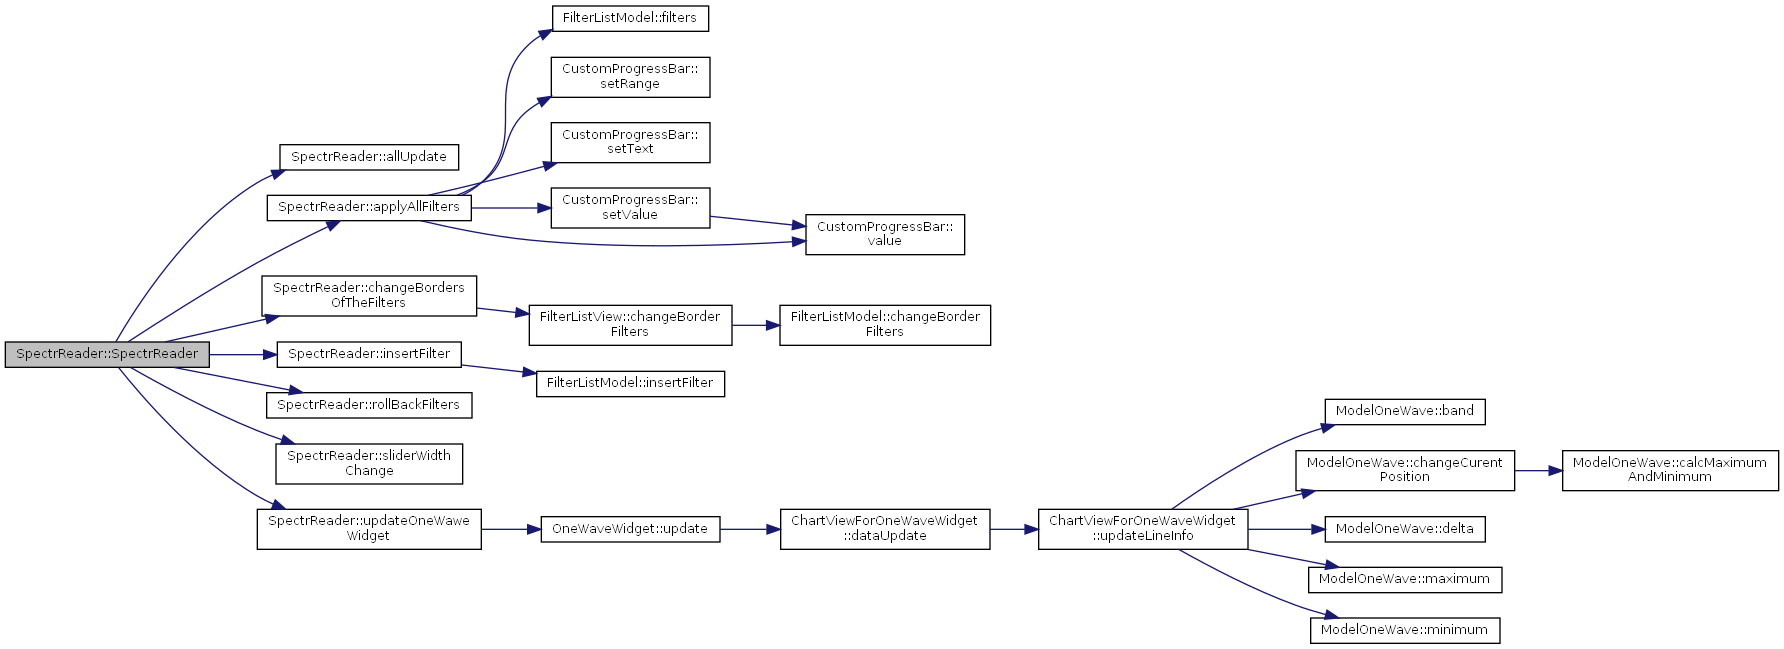 FilterListModel::filters
CustomProgressBar::
setRange
CustomProgressBar::
setText
SpectrReader::allUpdate
SpectrReader::applyAllFilters
CustomProgressBar::
setValue
CustomProgressBar::
value
SpectrReader::changeBorders
OfTheFilters
FilterListView::changeBorder
Filters
FilterListModel::changeBorder
Filters
SpectrReader::SpectrReader
SpectrReader::insertFilter
FilterListModel::insertFilter
SpectrReader::rollBackFilters
SpectrReader::sliderWidth
Change
SpectrReader::updateOneWawe
Widget
OneWaveWidget::update
ChartViewForOneWaveWidget
::dataUpdate
ChartViewForOneWaveWidget
::updateLineInfo
ModelOneWave::band
ModelOneWave::changeCurent
Position
ModelOneWave::calcMaximum
AndMinimum
ModelOneWave::delta
ModelOneWave::maximum
ModelOneWave::minimum